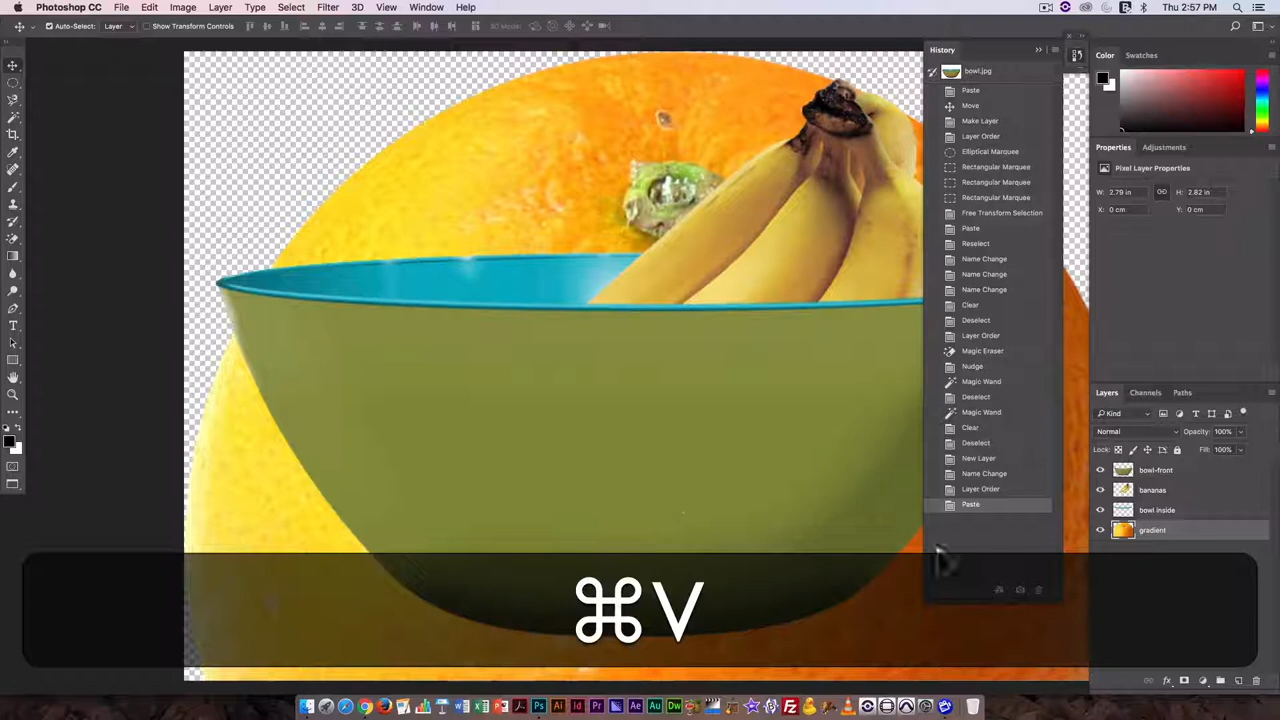 Photoshop CC File Edit Image Layer Type Select Filter 3D View Window Help Thu 2:57 PM
Auto-Select: Layer Show Transform Controls 3D Mode:
History
bowl.jpg
Paste
Move
Make Layer
Layer Order
Elliptical Marquee
Rectangular Marquee
Rectangular Marquee
Rectangular Marquee
Free Transform Selection
Paste
Reselect
Name Change
Name Change
Name Change
Clear
Deselect
Layer Order
Magic Eraser
Nudge
Magic Wand
Deselect
Magic Wand
Clear
Deselect
New Layer
Name Change
Layer Order
Paste
Color Swatches
Properties Adjustments
Pixel Layer Properties
W: 2.79 in H: 2.82 in
X: 0 cm Y: 0 cm
Layers Channels Paths
Kind
Normal Opacity: 100%
Lock: Fill: 100%
bowl-front
bananas
bowl inside
gradient
⌘V